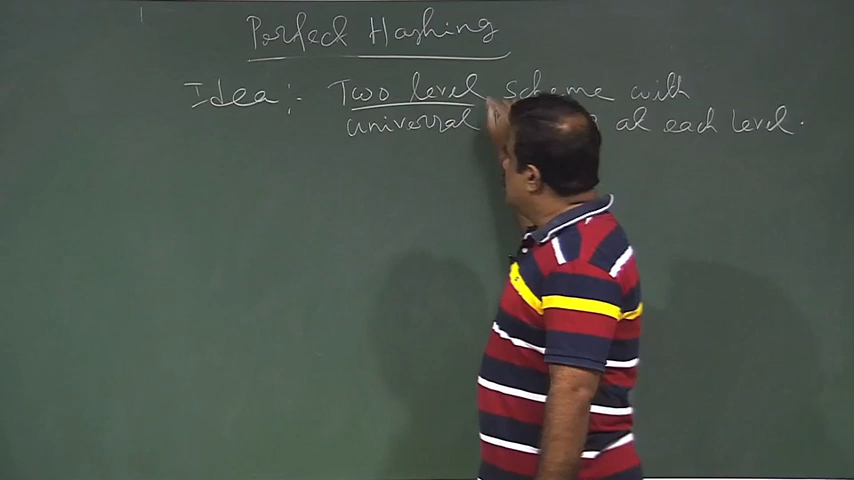 Perfect Hashing
Idea :- Two level scheme with
universal at each level.